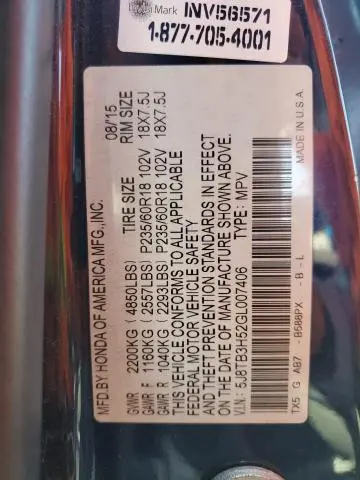 Mark
INV56571
1-877-705-4001
MFD.BY HONDA OF AMERICA MFG.,INC. 08/15
TIRE SIZE RIM SIZE
GVWR 2200KG (4850LBS)
GAWR F 1160KG (2557LBS) P235/60R18 102V 18X7.5J
GAWR R 1040KG (2293LBS) P235/60R18 102V 18X7.5J
THIS VEHICLE CONFORMS TO ALL APPLICABLE
FEDERAL MOTOR VEHICLE SAFETY
AND THEFT PREVENTION STANDARDS IN EFFECT
ON THE DATE OF MANUFACTURE SHOWN ABOVE.
V.I.N.: 5J8TB3H52GL007406 TYPE: MPV
TX5 G AB7 - B588PX - B - L MADE IN U.S.A.